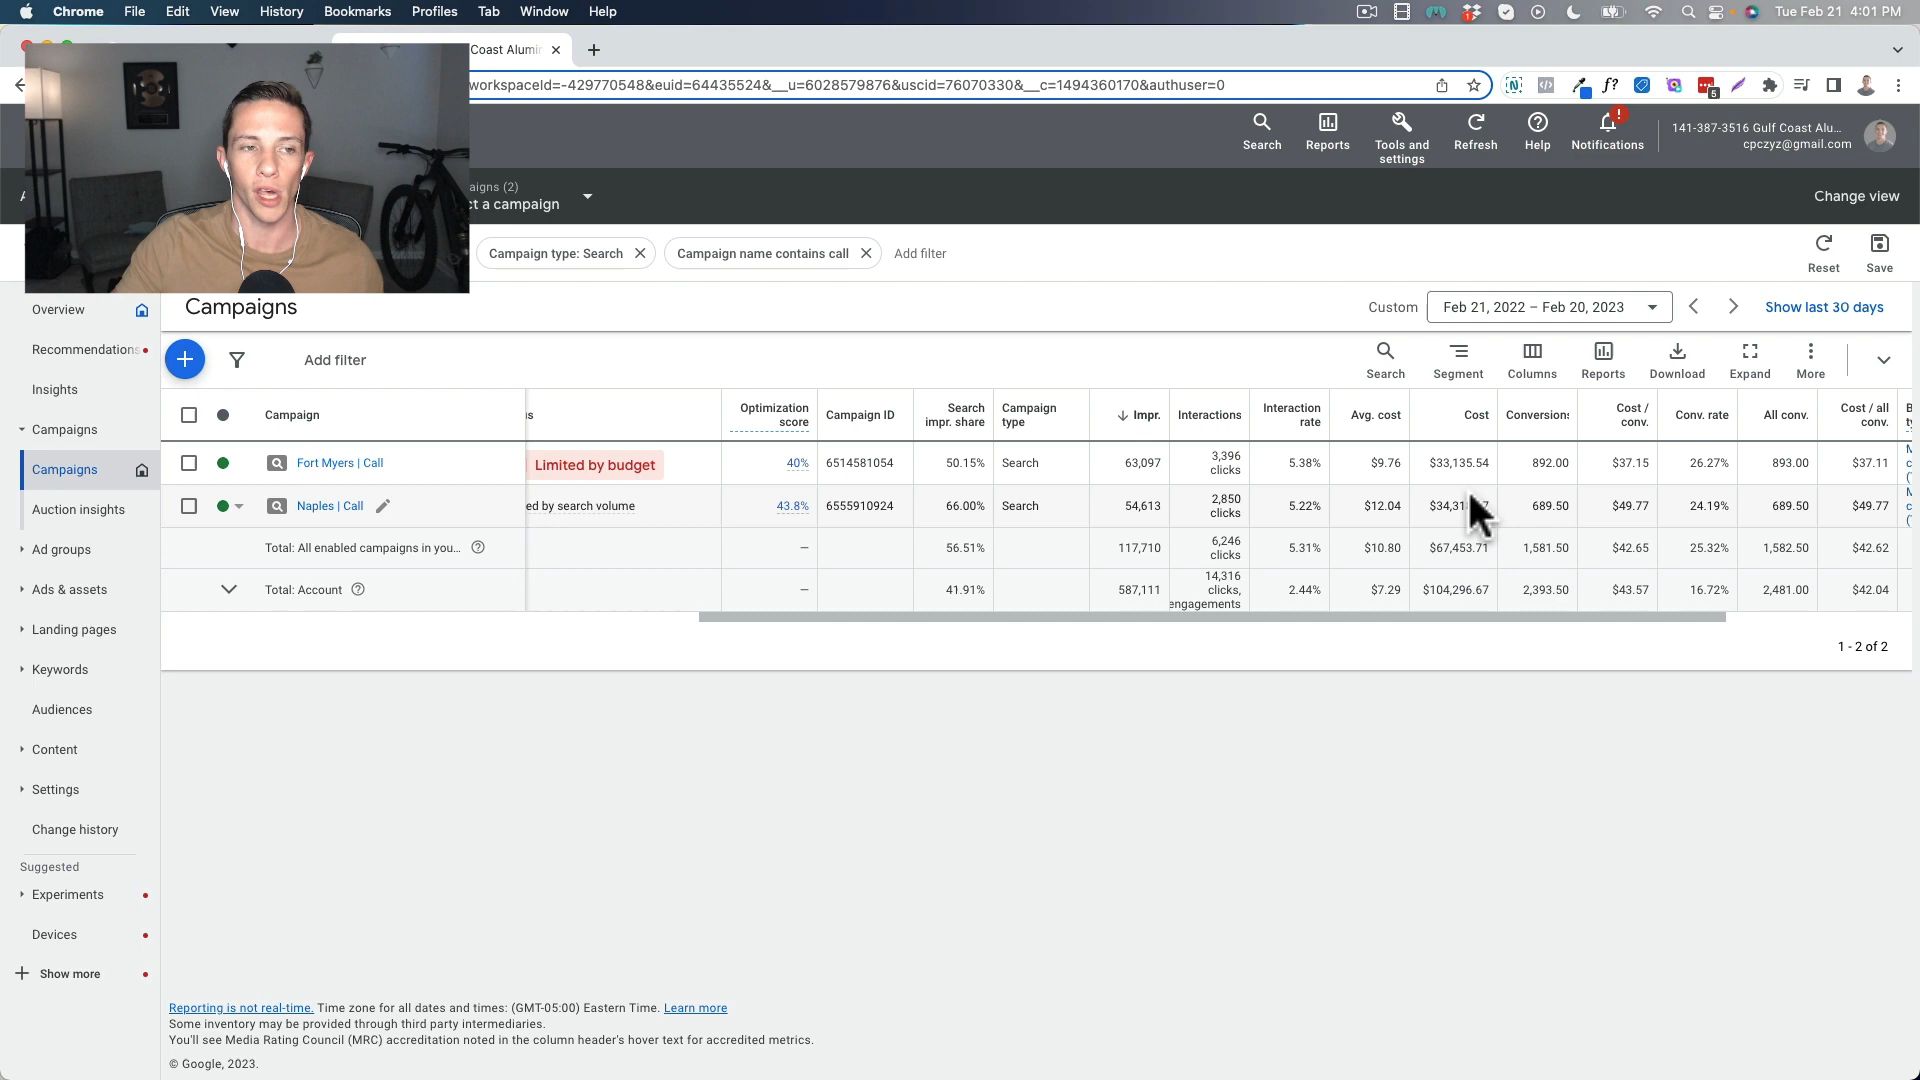 Chrome File Edit View History Bookmarks Profiles Tab Window Help
1
Tue Feb 21 4:01 PM
Coast Alumi
workspaceId=-429770548&euid=64435524&__u=6028579876&uscid=76070330&__c=1494360170&authuser=0
f?
5
Search
Reports
Tools and
settings
Refresh
Help
Notifications
!
141-387-3516 Gulf Coast Alu...
cpczyz@gmail.com
aigns (2)
ct a campaign
Change view
Campaign type: Search
Campaign name contains call
Add filter
Reset
Save
Overview
Recommendations
Insights
Campaigns
Campaigns
Auction insights
Ad groups
Ads & assets
Landing pages
Keywords
Audiences
Content
Settings
Change history
Suggested
Experiments
Devices
Show more
Campaigns
Custom Feb 21, 2022 – Feb 20, 2023
Show last 30 days
Add filter
Search Segment Columns Reports Download Expand More
Campaign
Optimization
score
Campaign ID
Search
impr. share
Campaign
type
Impr.
Interactions
Interaction
rate
Avg. cost
Cost
Conversions
Cost /
conv.
Conv. rate
All conv.
Cost / all
conv.
Fort Myers | Call Limited by budget 40% 6514581054 50.15% Search 63,097 3,396 clicks 5.38% $9.76 $33,135.54 892.00 $37.15 26.27% 893.00 $37.11
Naples | Call ed by search volume 43.8% 6555910924 66.00% Search 54,613 2,850 clicks 5.22% $12.04 $34,31 689.50 $49.77 24.19% 689.50 $49.77
Total: All enabled campaigns in you... – 56.51% 117,710 6,246 clicks 5.31% $10.80 $67,453.71 1,581.50 $42.65 25.32% 1,582.50 $42.62
Total: Account – 41.91% 587,111 14,316 clicks, engagements 2.44% $7.29 $104,296.67 2,393.50 $43.57 16.72% 2,481.00 $42.04
1 - 2 of 2
Reporting is not real-time. Time zone for all dates and times: (GMT-05:00) Eastern Time. Learn more
Some inventory may be provided through third party intermediaries.
You'll see Media Rating Council (MRC) accreditation noted in the column header's hover text for accredited metrics.
© Google, 2023.